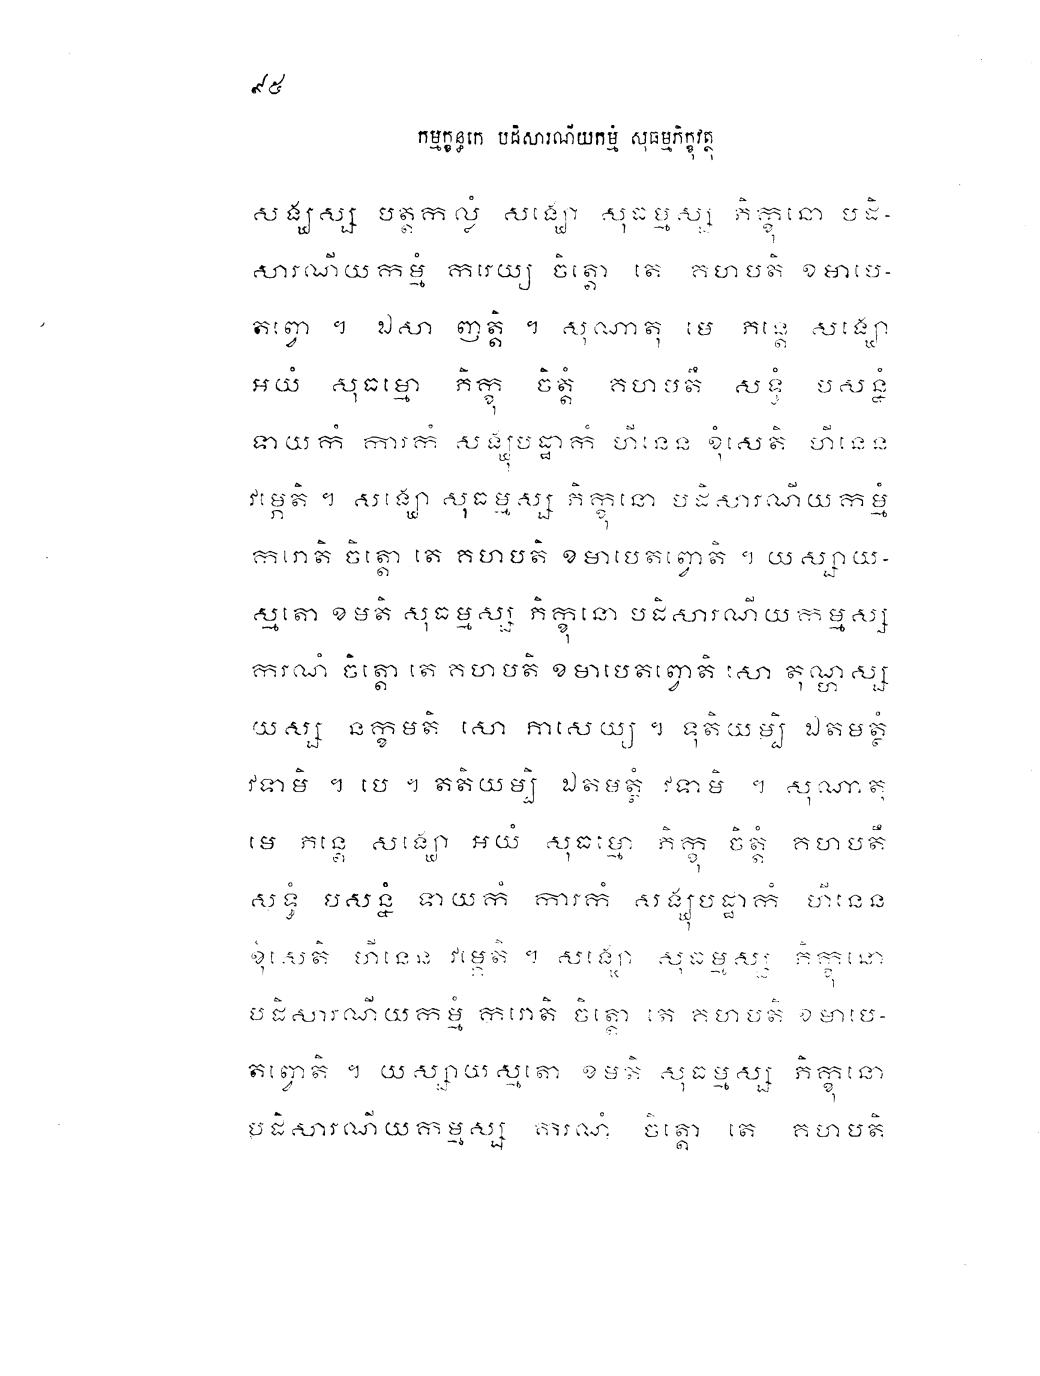 ៩៥
កម្មក្ខន្ធកេ បដិសារណីយកម្មំ សុធម្មភិក្ខុវត្ថុ
សង្ឃស្ស បត្តកល្លំ សង្ឃោ សុធម្មស្ស ភិក្ខុនោ បដិ-
សារណីយកម្មំ ករេយ្យ ចិត្តោ តេ គហបតិ ខមាបេ-
តព្វោ ។ ឯសា ញត្តិ ។ សុណាតុ មេ ភន្តេ សង្ឃោ
អយំ សុធម្មោ ភិក្ខុ ចិត្តំ គហបតឹ សទ្ធំ បសន្នំ
ទាយកំ ការកំ សង្ឃុបដ្ឋាកំ ហីនេន ខុំសេតិ ហីនេន
វម្ភេតិ ។ សង្ឃោ សុធម្មស្ស ភិក្ខុនោ បដិសារណីយកម្មំ
ករោតិ ចិត្តោ តេ គហបតិ ខមាបេតព្វោតិ ។ យស្សាយ-
ស្មតោ ខមតិ សុធម្មស្ស ភិក្ខុនោ បដិសារណីយកម្មស្ស
ករណំ ចិត្តោ តេ គហបតិ ខមាបេតព្វោតិ សោ តុណ្ហស្ស
យស្ស នក្ខមតិ សោ ភាសេយ្យ ។ ទុតិយម្បិ ឯតមត្ថំ
វទាមិ ។ បេ ។ តតិយម្បិ ឯតមត្ថំ វទាមិ ។ សុណាតុ
មេ ភន្តេ សង្ឃោ អយំ សុធម្មោ ភិក្ខុ ចិត្តំ គហបតឹ
សទ្ធំ បសន្នំ ទាយកំ ការកំ សង្ឃុបដ្ឋាកំ ហីនេន
ខុំសេតិ ហីនេន វម្ភេតិ ។ សង្ឃោ សុធម្មស្ស ភិក្ខុនោ
បដិសារណីយកម្មំ ករោតិ ចិត្តោ តេ គហបតិ ខមាបេ-
តព្វោតិ ។ យស្សាយស្មតោ ខមតិ សុធម្មស្ស ភិក្ខុនោ
បដិសារណីយកម្មស្ស ករណំ ចិត្តោ តេ គហបតិ